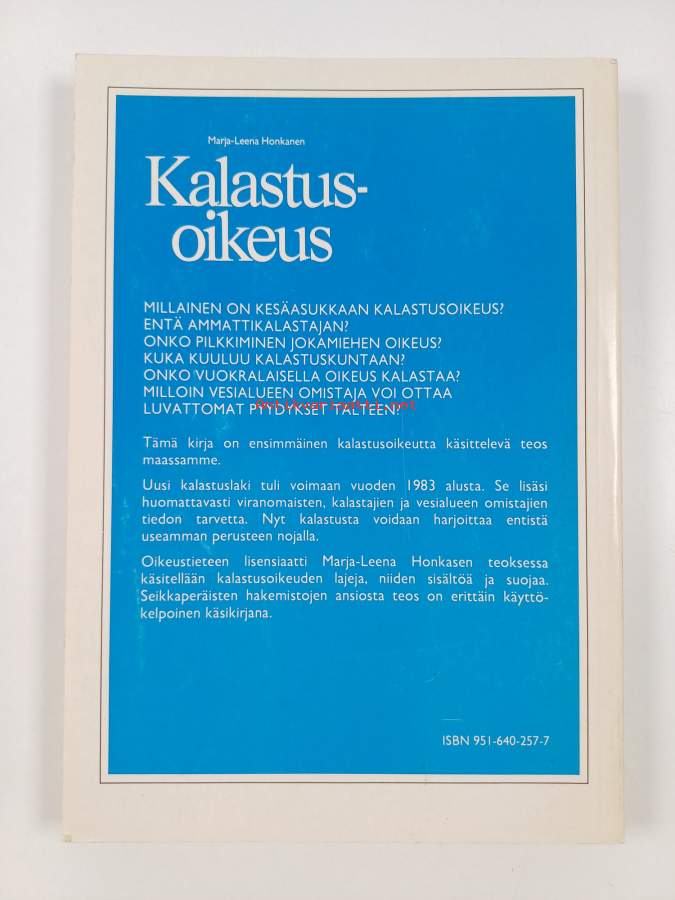 Marja-Leena Honkanen
Kalastus-
oikeus
MILLAINEN ON KESÄASUKKAAN KALASTUSOIKEUS?
ENTÄ AMMATTIKALASTAJAN?
ONKO PILKKIMINEN JOKAMIEHEN OIKEUS?
KUKA KUULUU KALASTUSKUNTAAN?
ONKO VUOKRALAISELLA OIKEUS KALASTAA?
MILLOIN VESIALUEEN OMISTAJA VOI OTTAA
Antikvariaatti.net
LUVATTOMAT PYYDYKSET TALTEEN?
Tämä kirja on ensimmäinen kalastusoikeutta käsittelevä teos
maassamme.
Uusi kalastuslaki tuli voimaan vuoden 1983 alusta. Se lisäsi
huomattavasti viranomaisten, kalastajien ja vesialueen omistajien
tiedon tarvetta. Nyt kalastusta voidaan harjoittaa entistä
useamman perusteen nojalla.
Oikeustieteen lisensiaatti Marja-Leena Honkasen teoksessa
käsitellään kalastusoikeuden lajeja, niiden sisältöä ja suojaa.
Seikkaperäisten hakemistojen ansiosta teos on erittäin käyttö-
kelpoinen käsikirjana.
ISBN 951-640-257-7